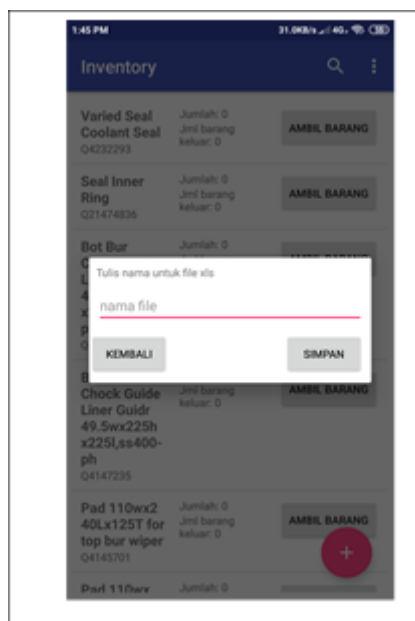 1:45 PM
31.0KB/s 4G
Inventory
Varied Seal
Coolant Seal
Q4232293
Jumlah: 0
Jml barang
keluar: 0
AMBIL BARANG
Seal Inner
Ring
Q21474836
Jumlah: 0
Jml barang
keluar: 0
AMBIL BARANG
Bot Bur
Jumlah: 0
Tulis nama untuk file xls
nama file
KEMBALI
SIMPAN
Chock Guide
Liner Guidr
49.5wx225h
x225l,ss400-
ph
Q4147235
Jml barang
keluar: 0
AMBIL BARANG
Pad 110wx2
40Lx125T for
top bur wiper
Q4145701
Jumlah: 0
Jml barang
keluar: 0
AMBIL BARANG
+
Pad 110wx
Jumlah: 0